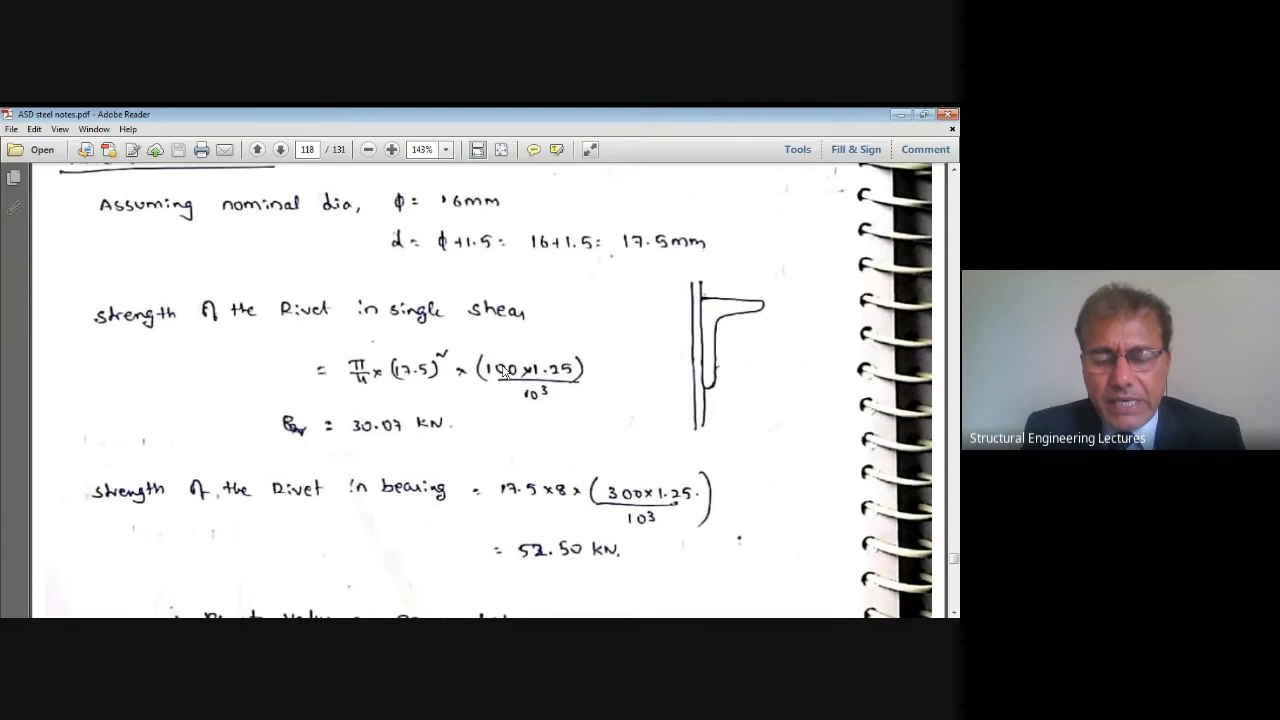 ASD steel notes.pdf - Adobe Reader
File Edit View Window Help
Open 118 / 131 143% Tools Fill & Sign Comment
Assuming nominal dia, ϕ = 16mm
d = ϕ+1.5 = 16+1.5 = 17.5mm
strength of the Rivet in single shear
= π/4 × (17.5)² × (100×1.25)/10³
= 30.07 KN.
strength of the Rivet in bearing = 17.5×8× (300×1.25./10³)
= 52.50 KN.
Structural Engineering Lectures